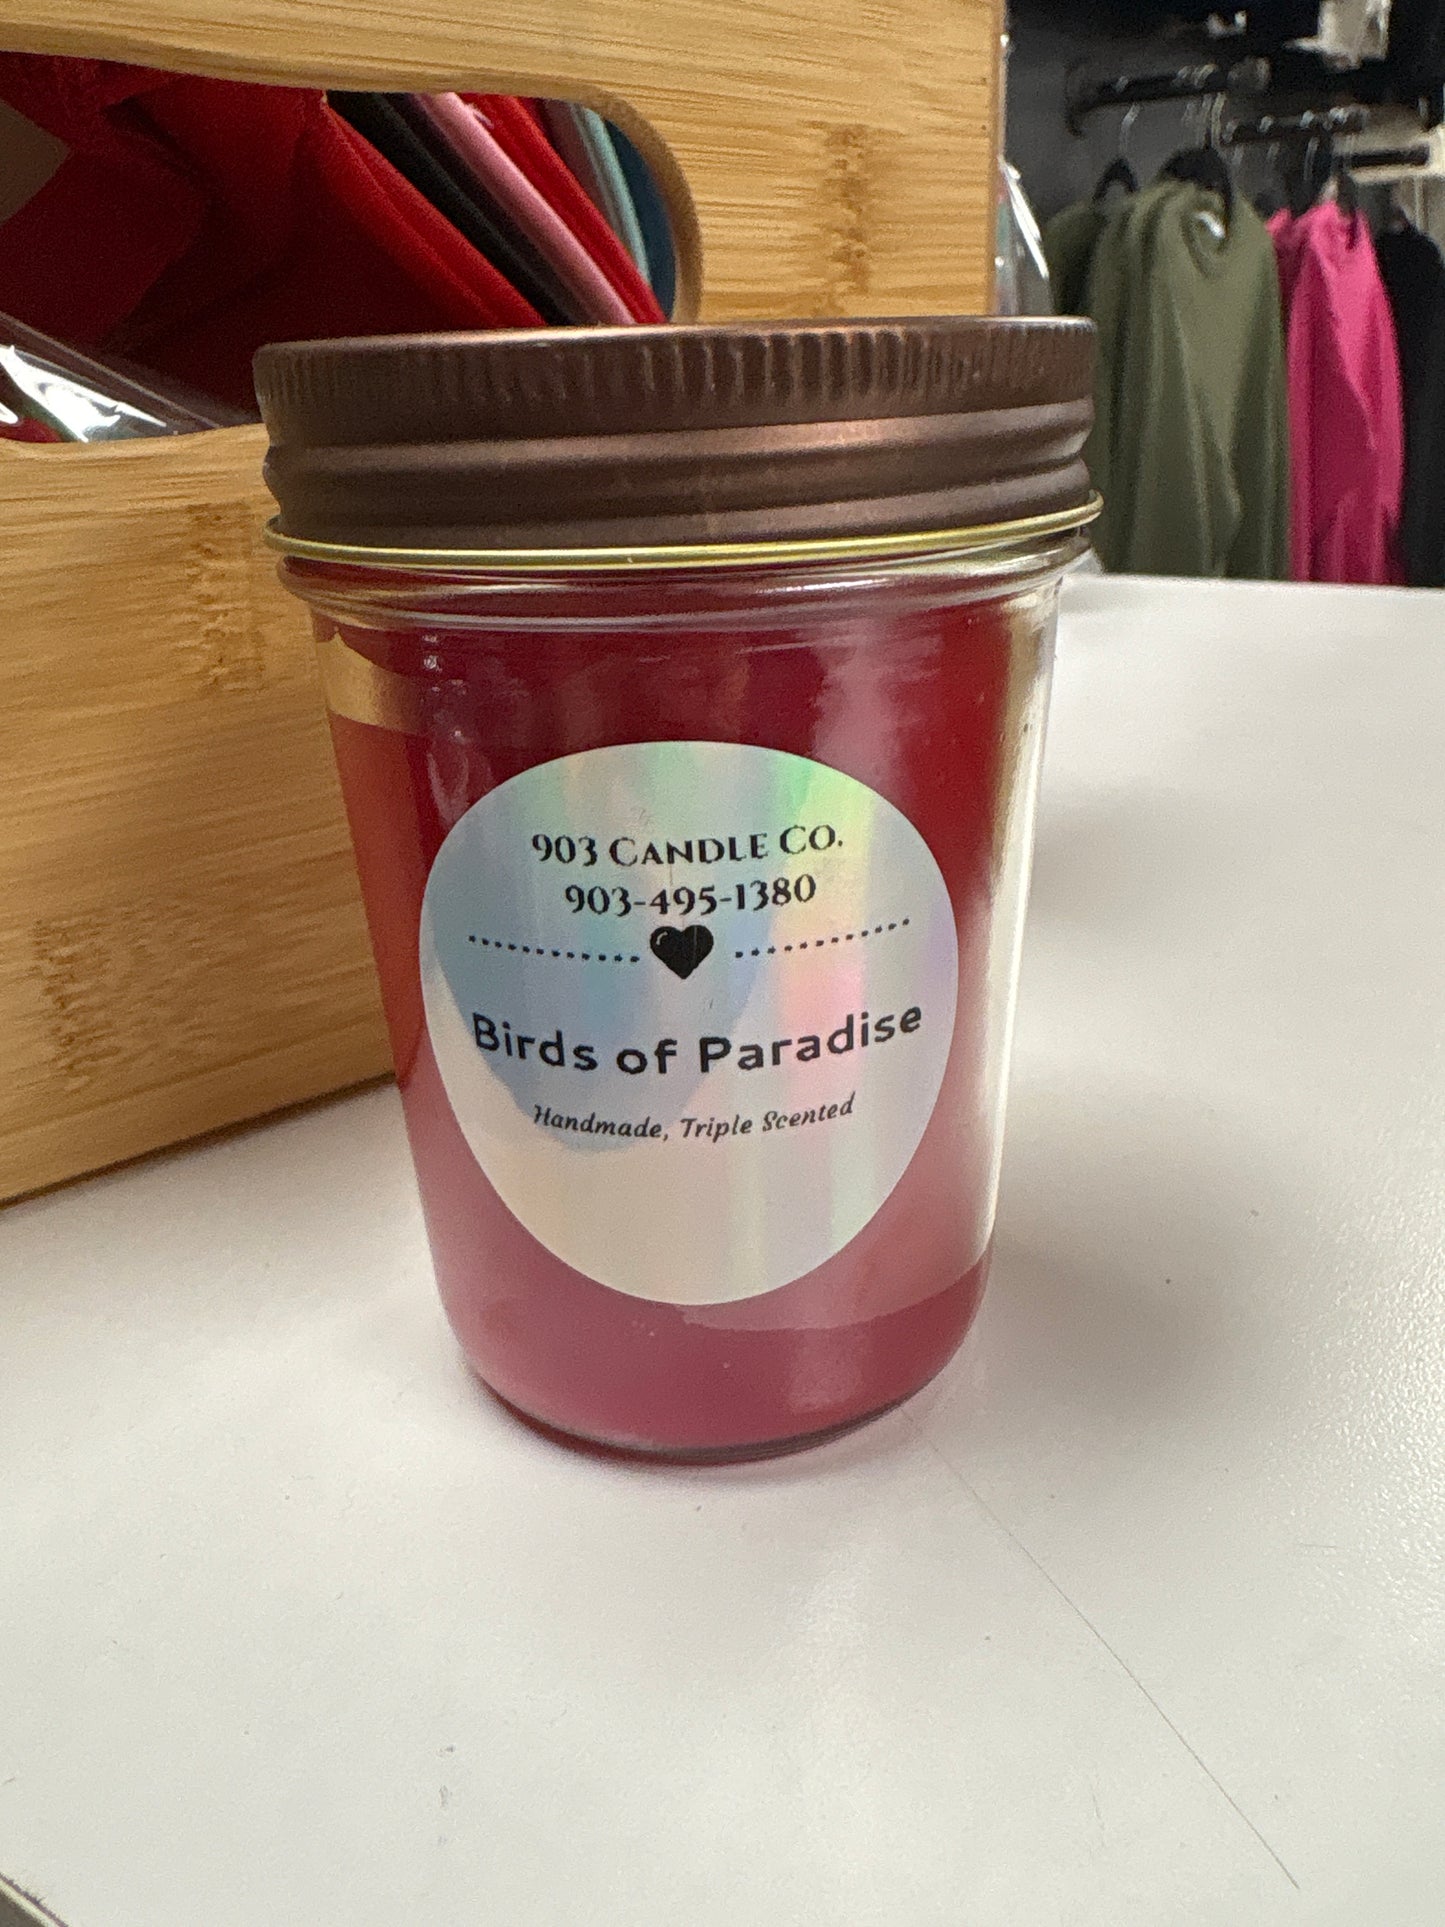 903 Candle Co.
903-495-1380
Birds of Paradise
Handmade, Triple Scented